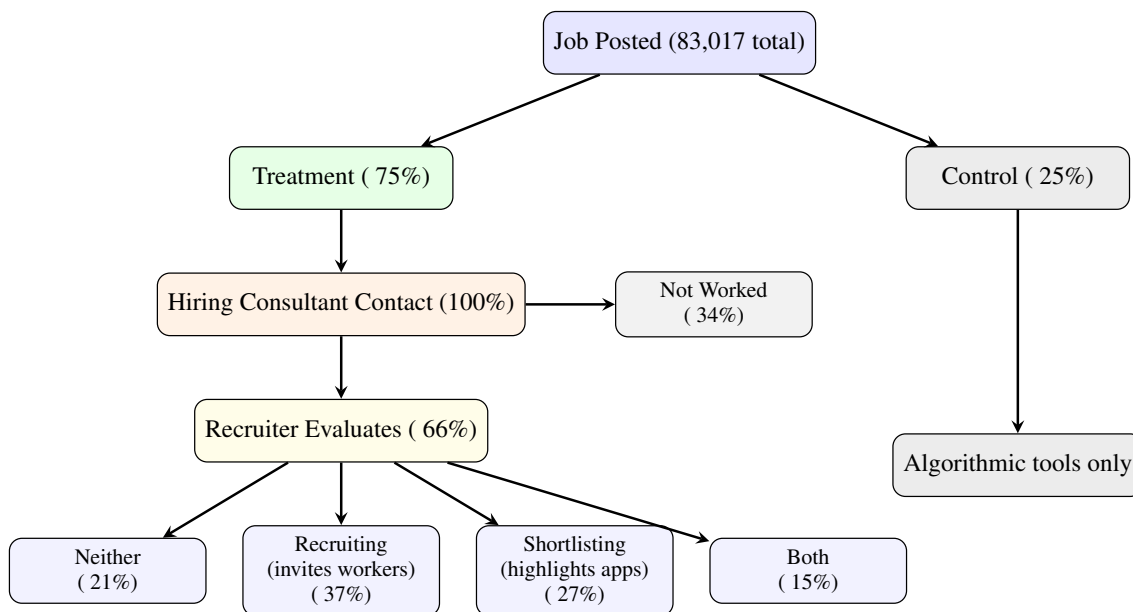 Job Posted (83,017 total)
Treatment ( 75%)
Control ( 25%)
Hiring Consultant Contact (100%)
Not Worked
( 34%)
Recruiter Evaluates ( 66%)
Algorithmic tools only
Neither
( 21%)
Recruiting
(invites workers)
( 37%)
Shortlisting
(highlights apps)
( 27%)
Both
( 15%)